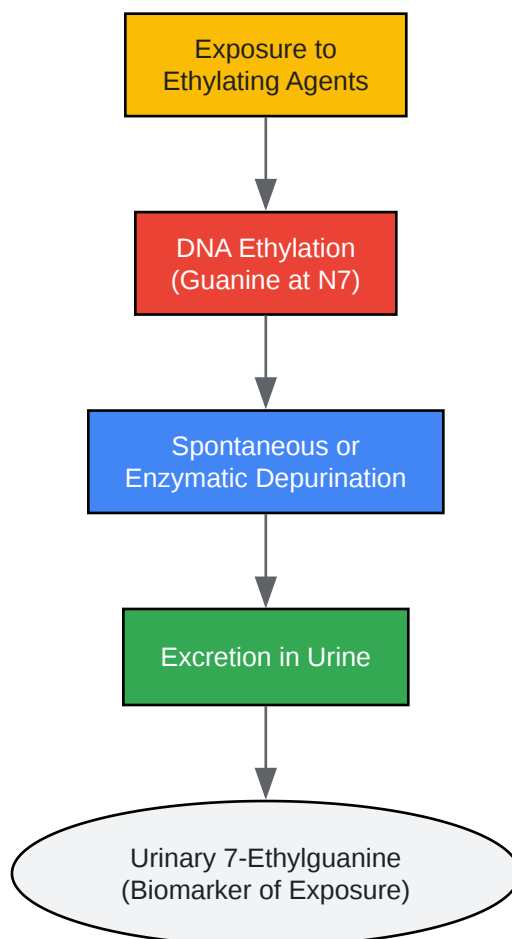 Exposure to
Ethylating Agents
DNA Ethylation
(Guanine at N7)
Spontaneous or
Enzymatic Depurination
Excretion in Urine
Urinary 7-Ethylguanine
(Biomarker of Exposure)